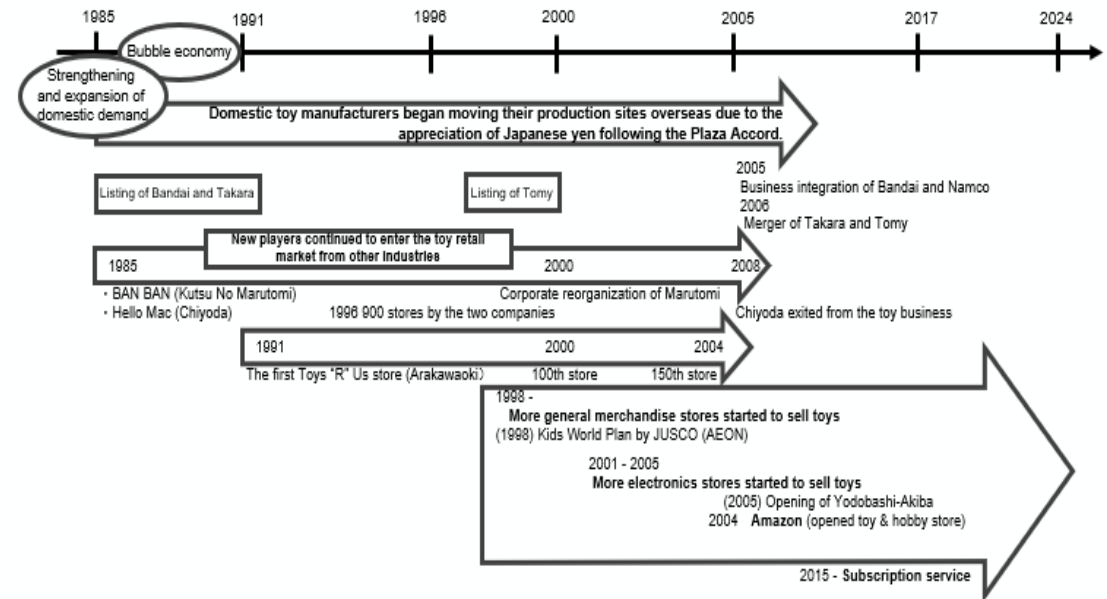 1985 1991 1996 2000 2005 2017 2024
Bubble economy
Strengthening
and expansion of
domestic demand
Domestic toy manufacturers began moving their production sites overseas due to the
appreciation of Japanese yen following the Plaza Accord.
Listing of Bandai and Takara
Listing of Tomy
2005
Business integration of Bandai and Namco
2006
Merger of Takara and Tomy
New players continued to enter the toy retail
market from other industries
1985 2000 2008
・BAN BAN (Kutsu No Marutomi) Corporate reorganization of Marutomi
・Hello Mac (Chiyoda) 1996 900 stores by the two companies Chiyoda exited from the toy business
1991 2000 2004
The first Toys "R" Us store (Arakawaoki) 100th store 150th store
1998 -
More general merchandise stores started to sell toys
(1998) Kids World Plan by JUSCO (AEON)
2001 - 2005
More electronics stores started to sell toys
(2005) Opening of Yodobashi-Akiba
2004 Amazon (opened toy & hobby store)
2015 - Subscription service